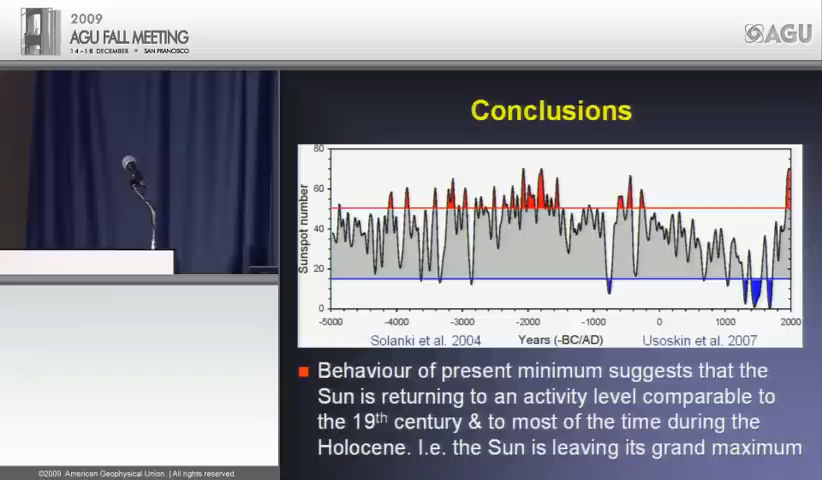 2009
AGU FALL MEETING
14-18 DECEMBER • SAN FRANCISCO
AGU
Conclusions
80
60
40
20
0
Sunspot number
-5000 -4000 -3000 -2000 -1000 0 1000 2000
Solanki et al. 2004 Years (-BC/AD) Usoskin et al. 2007
Behaviour of present minimum suggests that the
Sun is returning to an activity level comparable to
the 19th century & to most of the time during the
Holocene. I.e. the Sun is leaving its grand maximum
©2009. American Geophysical Union. | All rights reserved.